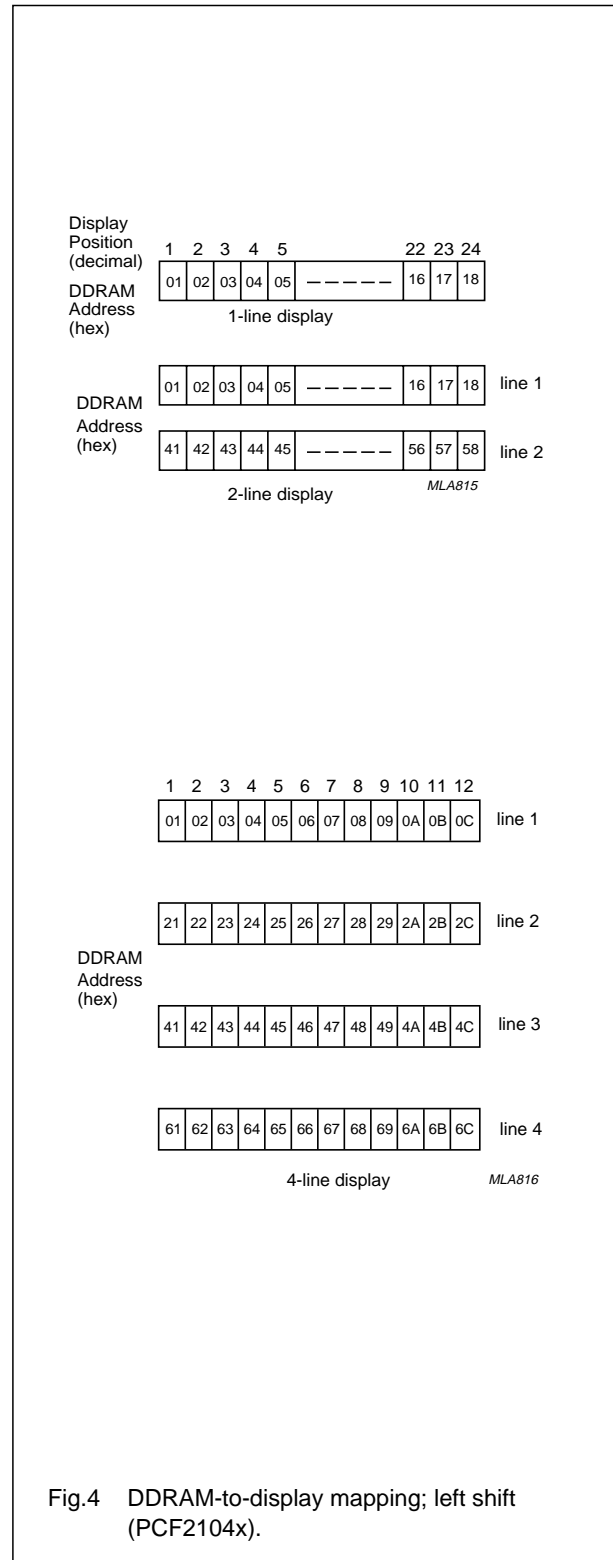 Display
Position
(decimal)
1 2 3 4 5 22 23 24
DDRAM
Address
(hex)
01 02 03 04 05 – – – – – 16 17 18
1-line display
DDRAM
Address
(hex)
01 02 03 04 05 – – – – – 16 17 18 line 1
41 42 43 44 45 – – – – – 56 57 58 line 2
2-line display
MLA815
1 2 3 4 5 6 7 8 9 10 11 12
01 02 03 04 05 06 07 08 09 0A 0B 0C line 1
21 22 23 24 25 26 27 28 29 2A 2B 2C line 2
DDRAM
Address
(hex)
41 42 43 44 45 46 47 48 49 4A 4B 4C line 3
61 62 63 64 65 66 67 68 69 6A 6B 6C line 4
4-line display
MLA816
Fig.4 DDRAM-to-display mapping; left shift
(PCF2104x).